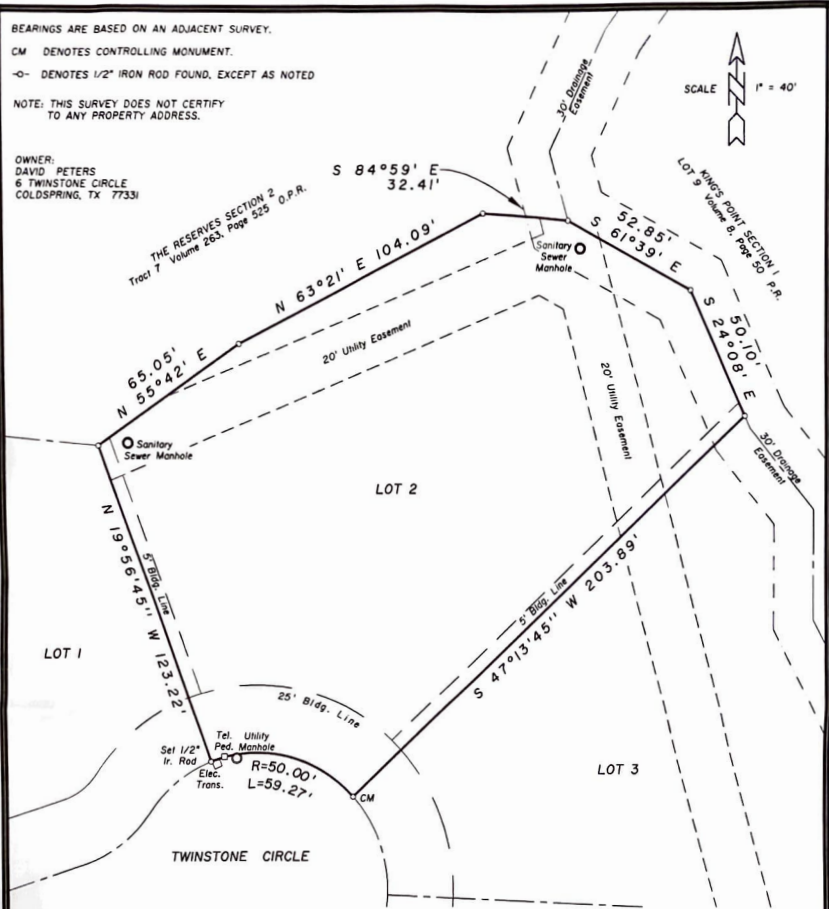 BEARINGS ARE BASED ON AN ADJACENT SURVEY.
CM DENOTES CONTROLLING MONUMENT.
-O- DENOTES 1/2" IRON ROD FOUND, EXCEPT AS NOTED
NOTE: THIS SURVEY DOES NOT CERTIFY
TO ANY PROPERTY ADDRESS.
OWNER:
DAVID PETERS
6 TWINSTONE CIRCLE
COLDSPRING, TX 77331
SCALE 1" = 40'
N
30' Drainage
Easement
S 84°59' E
32.41'
THE RESERVES SECTION 2
Tract 7 Volume 263, Page 525 O.P.R.
KING'S POINT SECTION 1
LOT 9 Volume 8, Page 50 P.R.
52.85'
S 61°39' E
N 63°21' E 104.09'
Sanitary
Sewer
Manhole
50.10'
S 24°08' E
65.05'
N 55°42' E
20' Utility Easement
20' Utility Easement
Sanitary
Sewer Manhole
30' Drainage
Easement
LOT 2
N 19°56'45" W 123.22'
5' Bldg. Line
5' Bldg. Line
S 47°13'45" W 203.89'
LOT 1
25' Bldg. Line
Set 1/2"
Ir. Rod
Tel. Utility
Ped. Manhole
Elec.
Trans.
R=50.00'
L=59.27'
CM
LOT 3
TWINSTONE CIRCLE